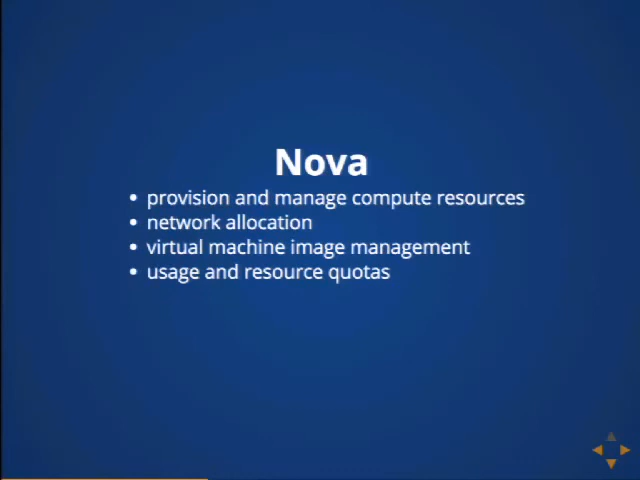 Nova
• provision and manage compute resources
• network allocation
• virtual machine image management
• usage and resource quotas